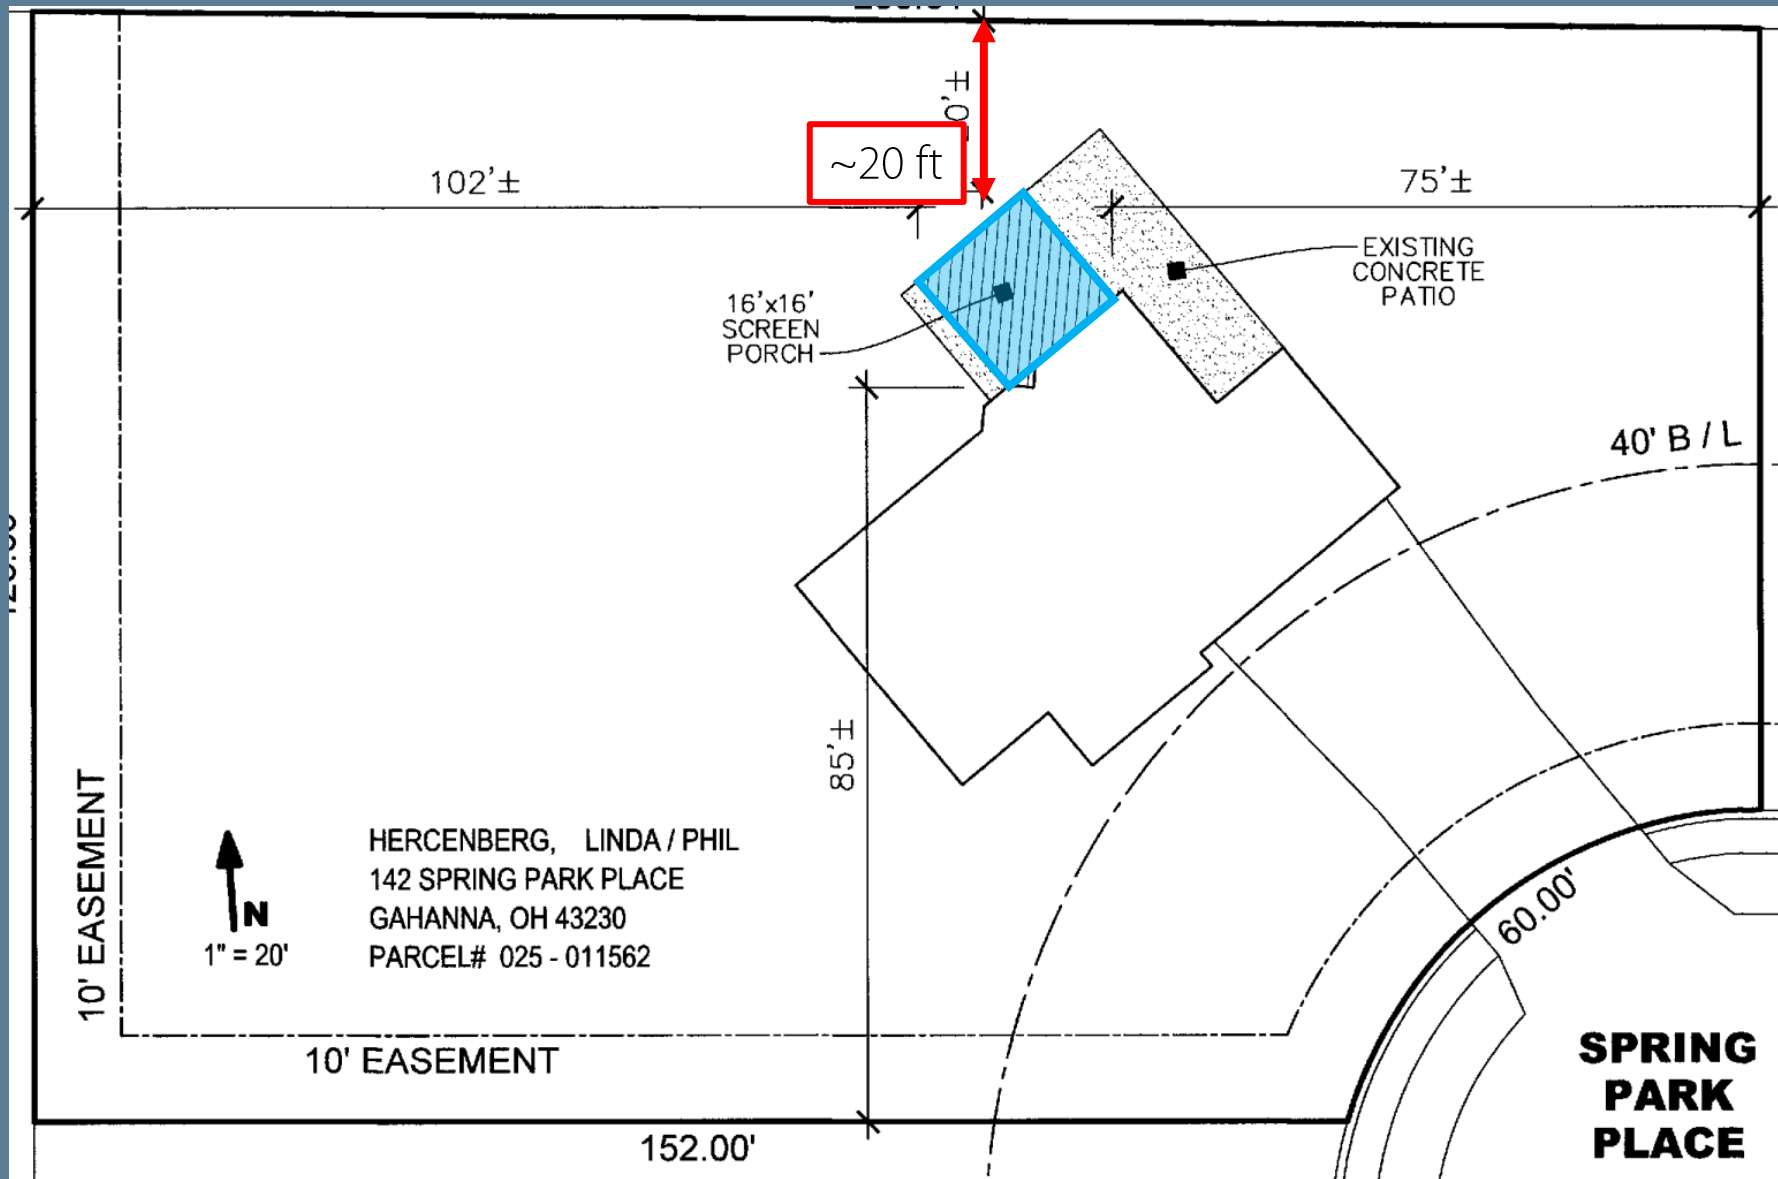 ~20 ft
102'±
75'±
EXISTING
CONCRETE
PATIO
16'x16'
SCREEN
PORCH
40' B / L
85'±
10' EASEMENT
N
1" = 20'
HERCENBERG, LINDA / PHIL
142 SPRING PARK PLACE
GAHANNA, OH 43230
PARCEL# 025 - 011562
60.00'
10' EASEMENT
152.00'
SPRING
PARK
PLACE